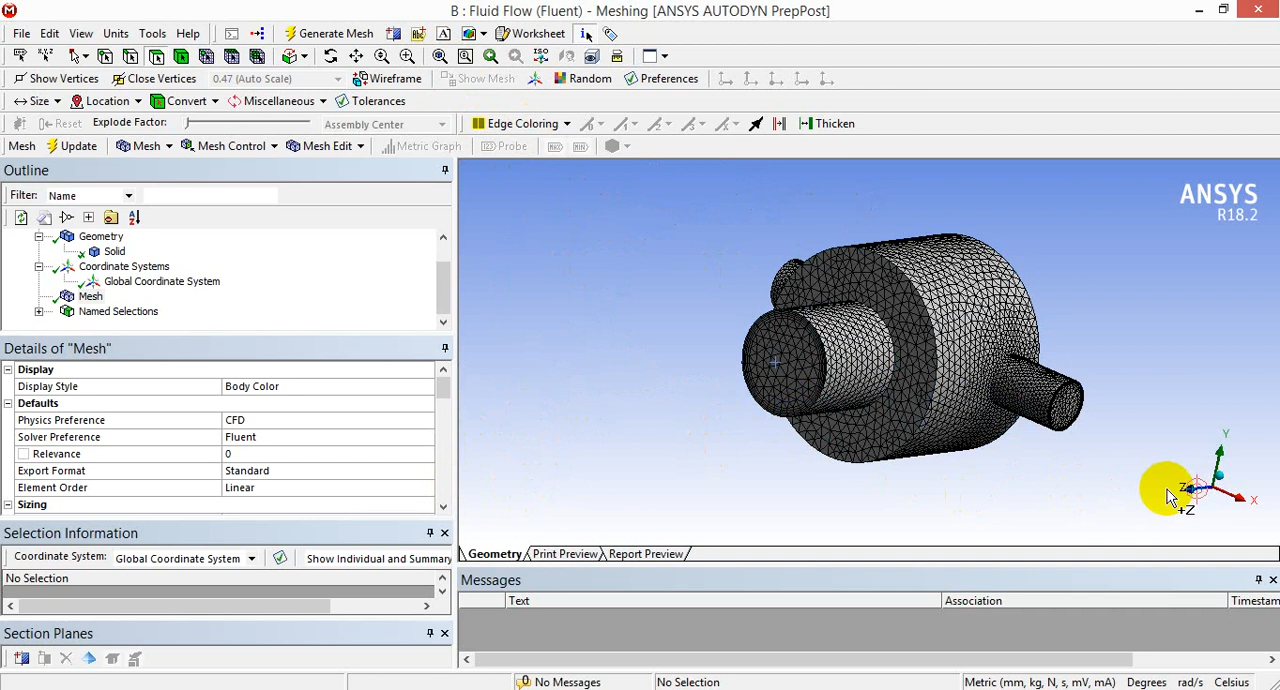 B : Fluid Flow (Fluent) - Meshing [ANSYS AUTODYN PrepPost]
File Edit View Units Tools Help Generate Mesh A Worksheet
ISO
Show Vertices Close Vertices 0.47 (Auto Scale) Wireframe Show Mesh Random Preferences
Size Location Convert Miscellaneous Tolerances
Reset Explode Factor: Assembly Center Edge Coloring Thicken
Mesh Update Mesh Mesh Control Mesh Edit Metric Graph Probe MAX MIN
Outline
Filter: Name
Geometry
Solid
Coordinate Systems
Global Coordinate System
Mesh
Named Selections
Details of "Mesh"
Display
Display Style Body Color
Defaults
Physics Preference CFD
Solver Preference Fluent
Relevance 0
Export Format Standard
Element Order Linear
Sizing
Selection Information
Coordinate System: Global Coordinate System Show Individual and Summary
No Selection
Section Planes
ANSYS
R18.2
Y
Z
X
+Z
Geometry Print Preview Report Preview
Messages
Text Association Timestam
No Messages No Selection Metric (mm, kg, N, s, mV, mA) Degrees rad/s Celsius